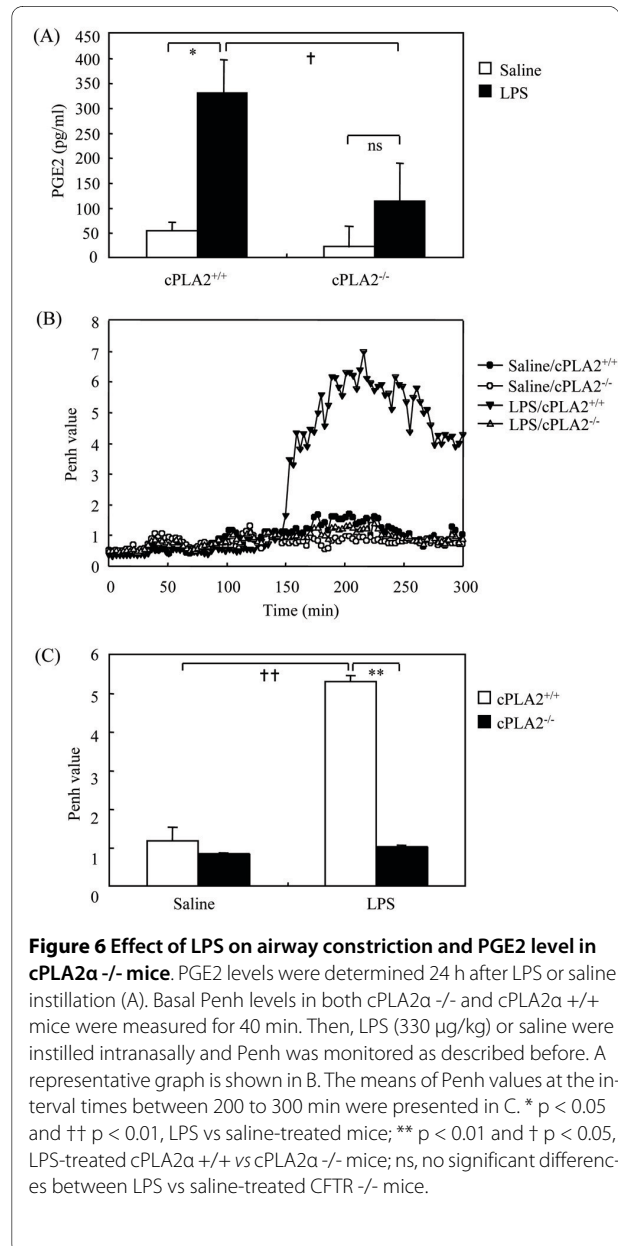 (A)
450
400
350
300
250
200
150
100
50
0
PGE2 (pg/ml)
*
†
ns
Saline
LPS
cPLA2+/+
cPLA2-/-
(B)
8
7
6
5
4
3
2
1
0
Penh value
Saline/cPLA2+/+
Saline/cPLA2-/-
LPS/cPLA2+/+
LPS/cPLA2-/-
0 50 100 150 200 250 300
Time (min)
(C)
6
5
4
3
2
1
0
Penh value
††
**
cPLA2+/+
cPLA2-/-
Saline
LPS
Figure 6 Effect of LPS on airway constriction and PGE2 level in
cPLA2α -/- mice. PGE2 levels were determined 24 h after LPS or saline
instillation (A). Basal Penh levels in both cPLA2α -/- and cPLA2α +/+
mice were measured for 40 min. Then, LPS (330 μg/kg) or saline were
instilled intranasally and Penh was monitored as described before. A
representative graph is shown in B. The means of Penh values at the in-
terval times between 200 to 300 min were presented in C. * p < 0.05
and †† p < 0.01, LPS vs saline-treated mice; ** p < 0.01 and † p < 0.05,
LPS-treated cPLA2α +/+ vs cPLA2α -/- mice; ns, no significant differenc-
es between LPS vs saline-treated CFTR -/- mice.